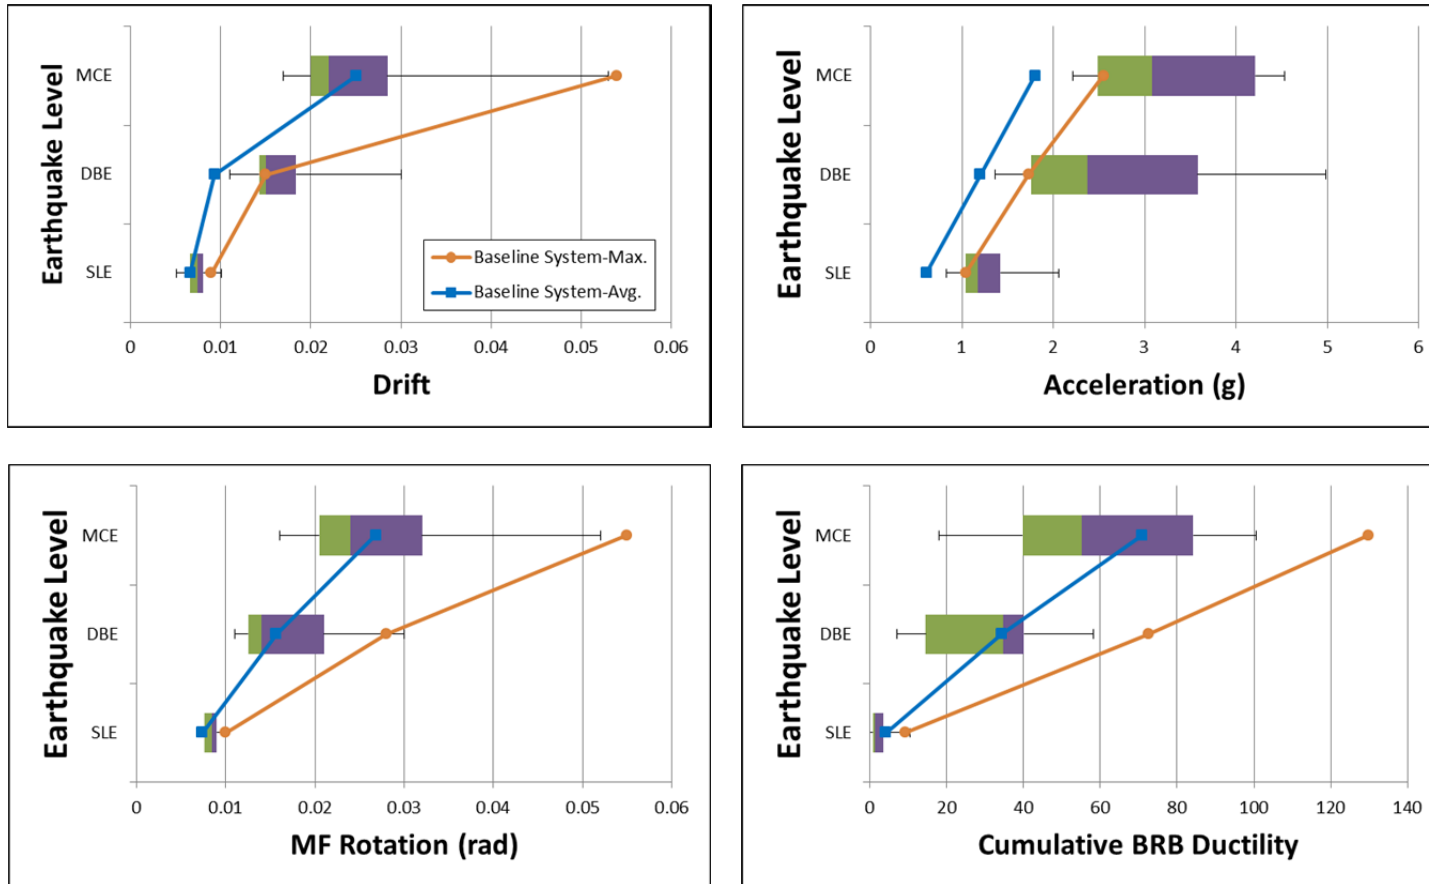 Earthquake Level
MCE
DBE
SLE
Baseline System-Max.
Baseline System-Avg.
0 0.01 0.02 0.03 0.04 0.05 0.06
Drift
Earthquake Level
MCE
DBE
SLE
0 1 2 3 4 5 6
Acceleration (g)
Earthquake Level
MCE
DBE
SLE
0 0.01 0.02 0.03 0.04 0.05 0.06
MF Rotation (rad)
Earthquake Level
MCE
DBE
SLE
0 20 40 60 80 100 120 140
Cumulative BRB Ductility